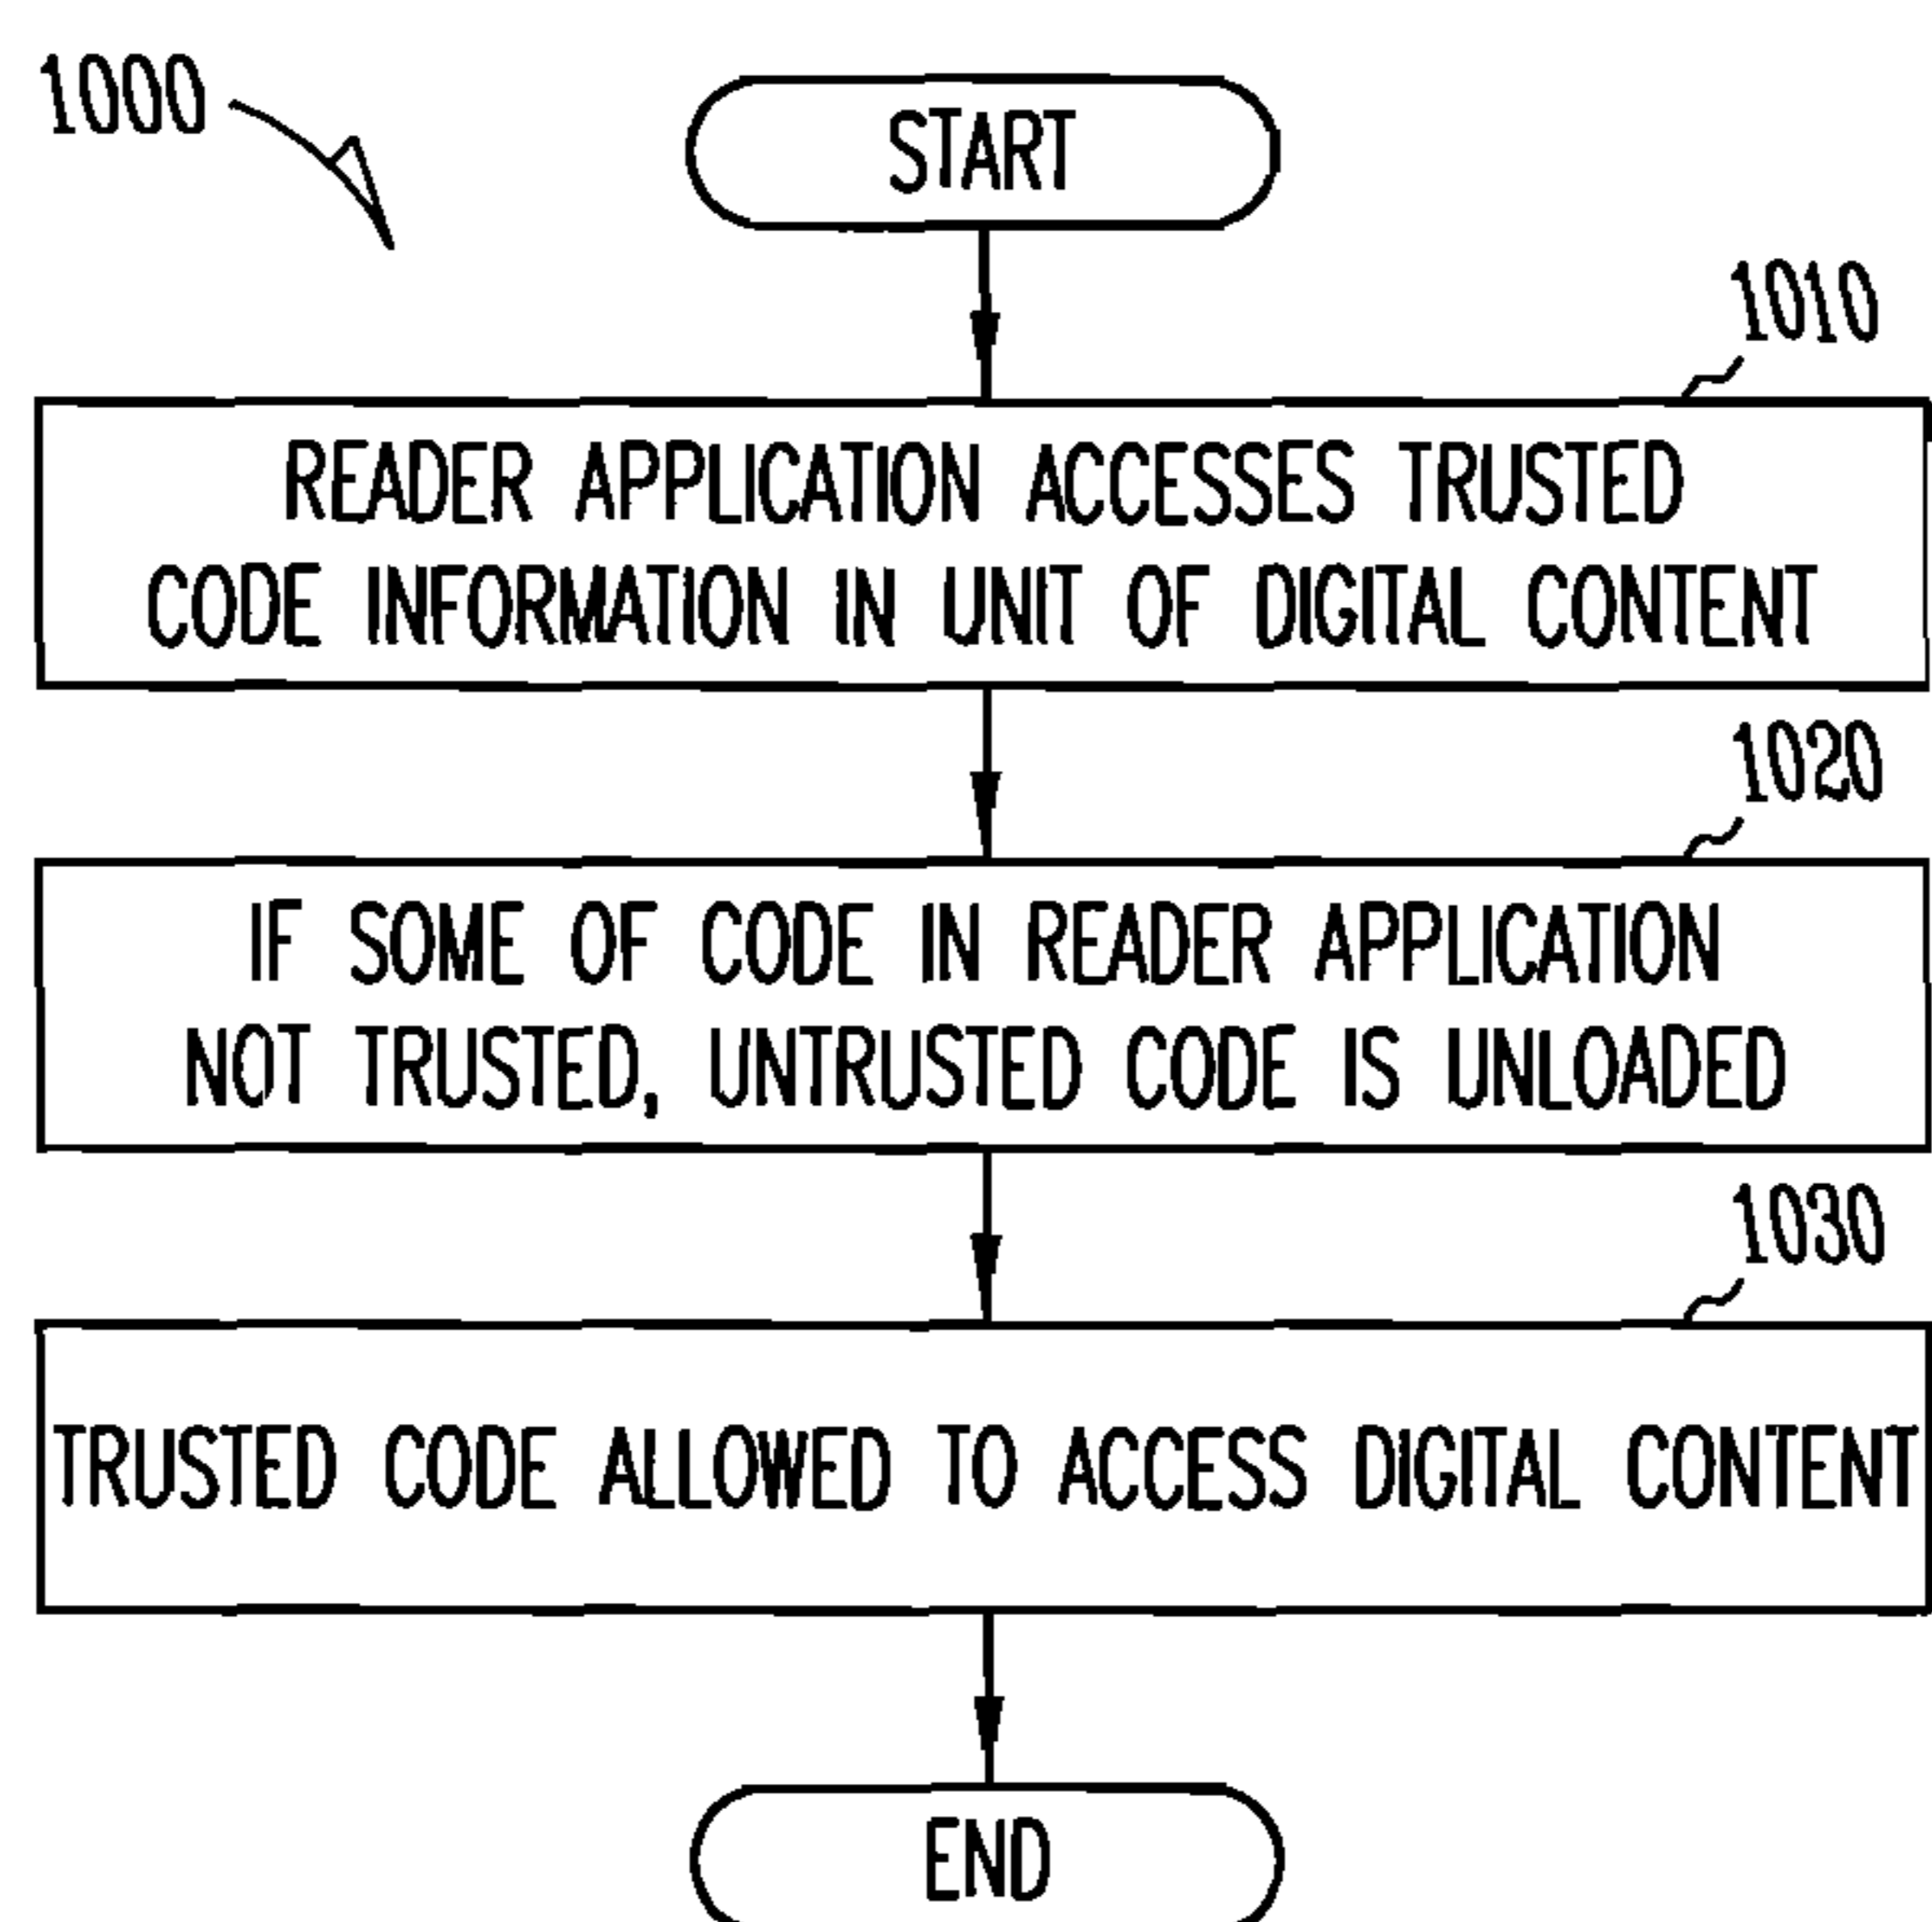 1000
START
1010
READER APPLICATION ACCESSES TRUSTED
CODE INFORMATION IN UNIT OF DIGITAL CONTENT
1020
IF SOME OF CODE IN READER APPLICATION
NOT TRUSTED, UNTRUSTED CODE IS UNLOADED
1030
TRUSTED CODE ALLOWED TO ACCESS DIGITAL CONTENT
END